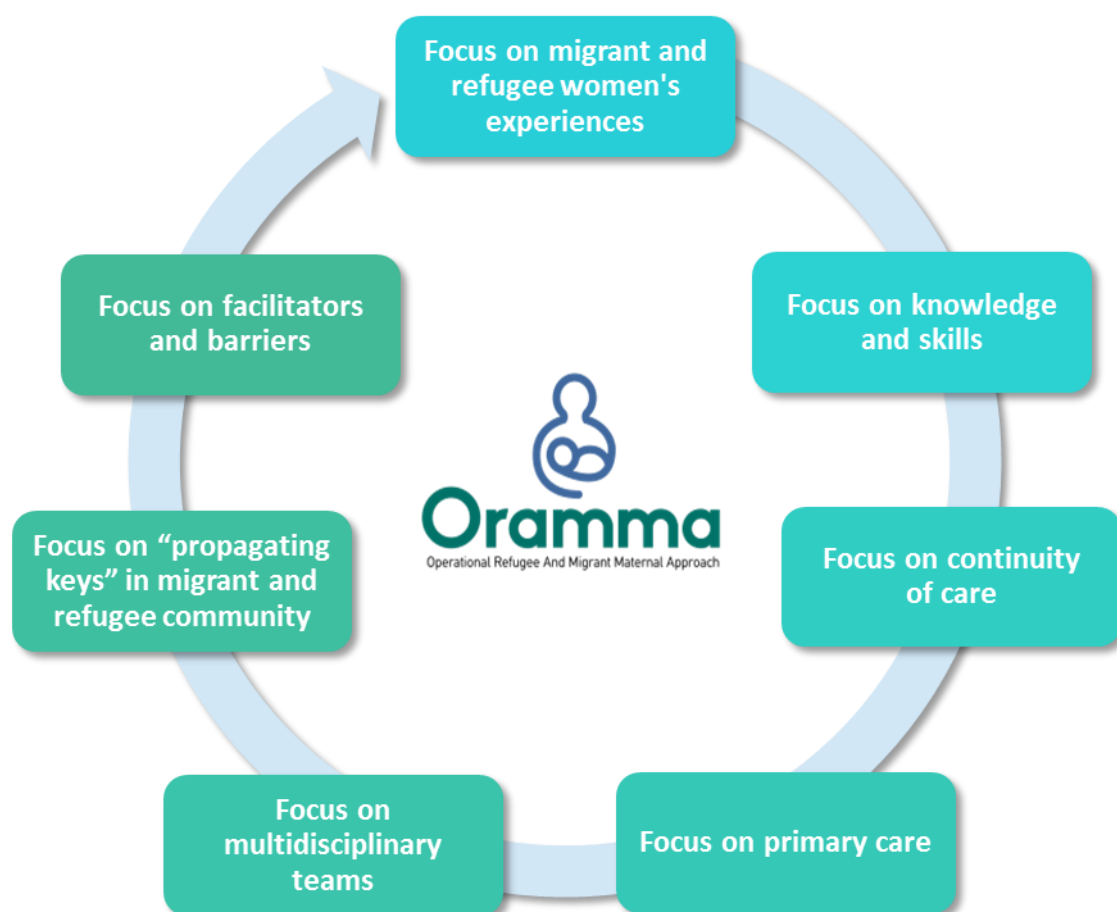 Focus on migrant and
refugee women's
experiences
Focus on knowledge
and skills
Focus on continuity
of care
Focus on primary care
Focus on
multidisciplinary
teams
Focus on “propagating
keys” in migrant and
refugee community
Focus on facilitators
and barriers
Oramma
Operational Refugee And Migrant Maternal Approach